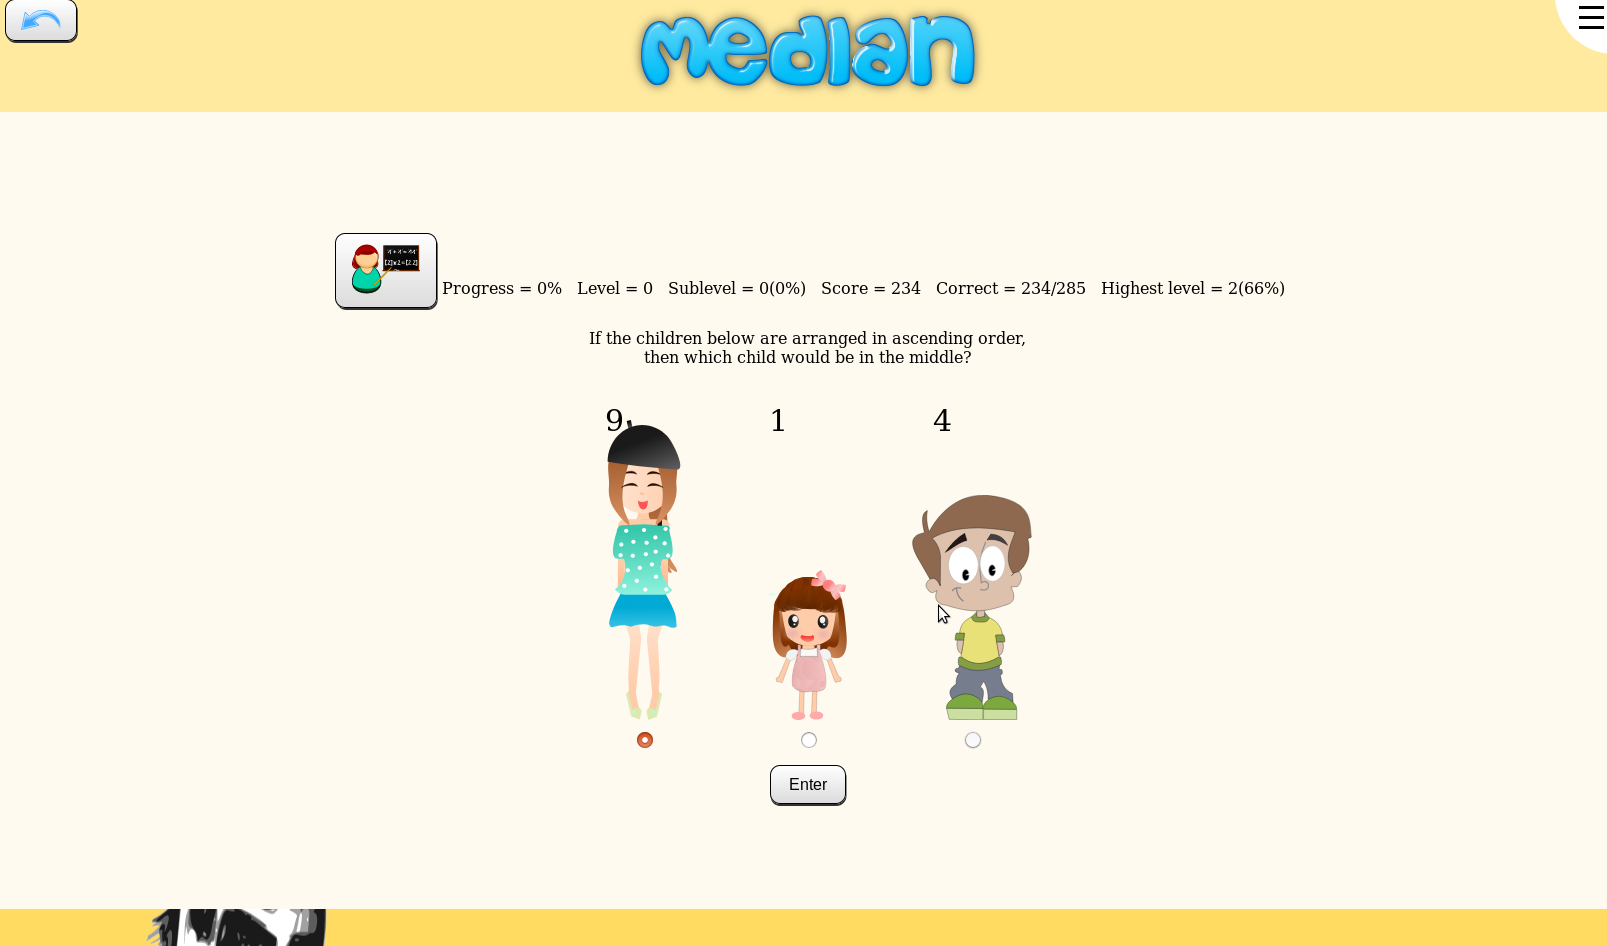 median
Progress = 0% Level = 0 Sublevel = 0(0%) Score = 234 Correct = 234/285 Highest level = 2(66%)
If the children below are arranged in ascending order,
then which child would be in the middle?
9 1 4
Enter